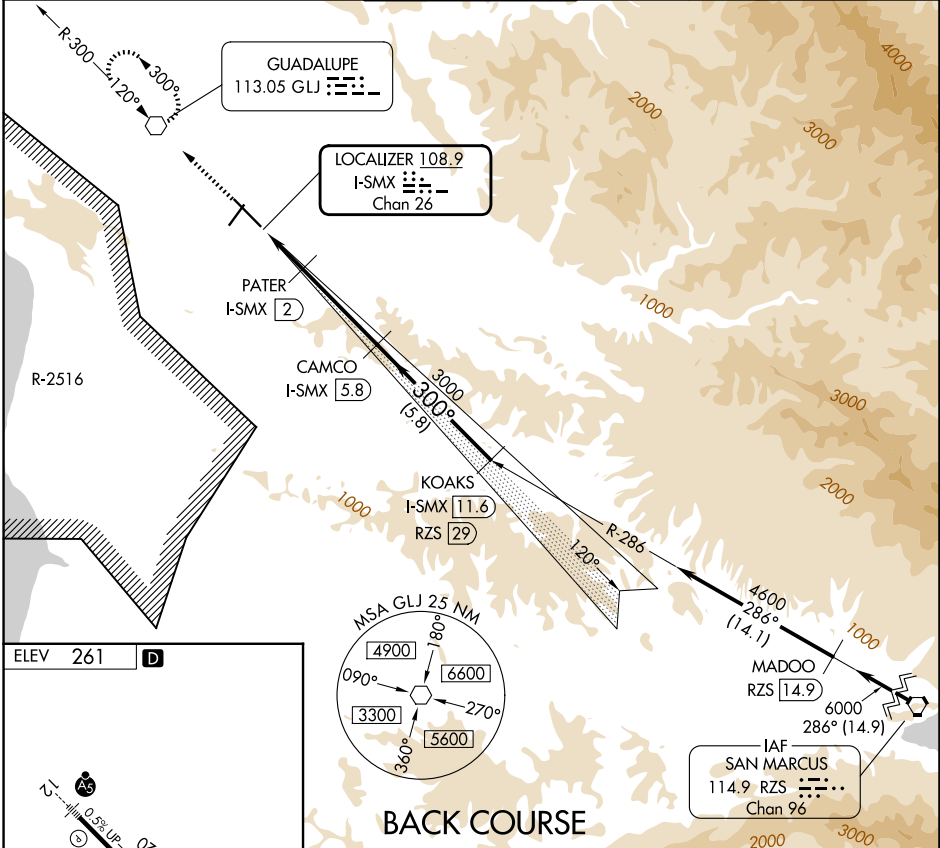 R-300
120°
300°
GUADALUPE
113.05 GLJ
LOCALIZER 108.9
I-SMX
Chan 26
4000
2000
3000
PATER
I-SMX 2
1000
R-2516
CAMCO
I-SMX 5.8
3000
300°
(5.8)
3000
2000
KOAKS
I-SMX 11.6
RZS 29
1000
R-286
120°
4600
286°
(14.1)
1000
MADOO
RZS 14.9
6000
286° (14.9)
IAF
SAN MARCUS
114.9 RZS
Chan 96
MSA GLJ 25 NM
180°
4900
6600
090°
270°
3300
5600
360°
ELEV 261 D
A5
12
0.5% UP
20
P
BACK COURSE
2000
3000